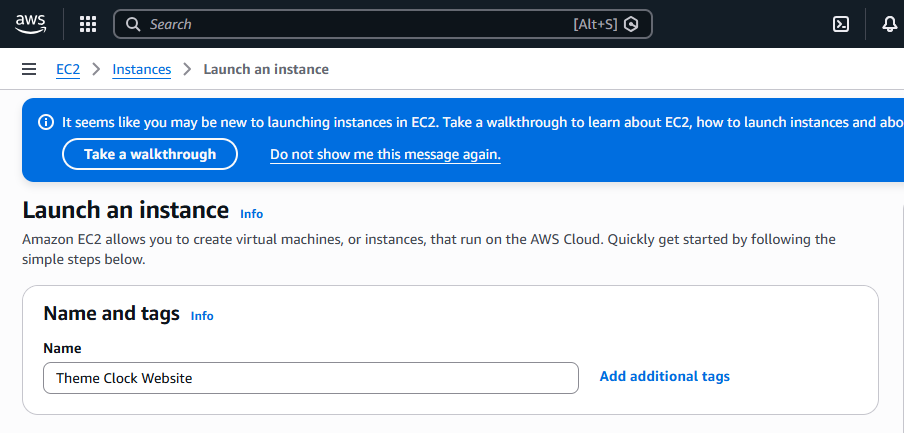 aws
Search [Alt+S]
EC2 > Instances > Launch an instance
It seems like you may be new to launching instances in EC2. Take a walkthrough to learn about EC2, how to launch instances and abo
Take a walkthrough Do not show me this message again.
Launch an instance Info
Amazon EC2 allows you to create virtual machines, or instances, that run on the AWS Cloud. Quickly get started by following the
simple steps below.
Name and tags Info
Name
Theme Clock Website Add additional tags